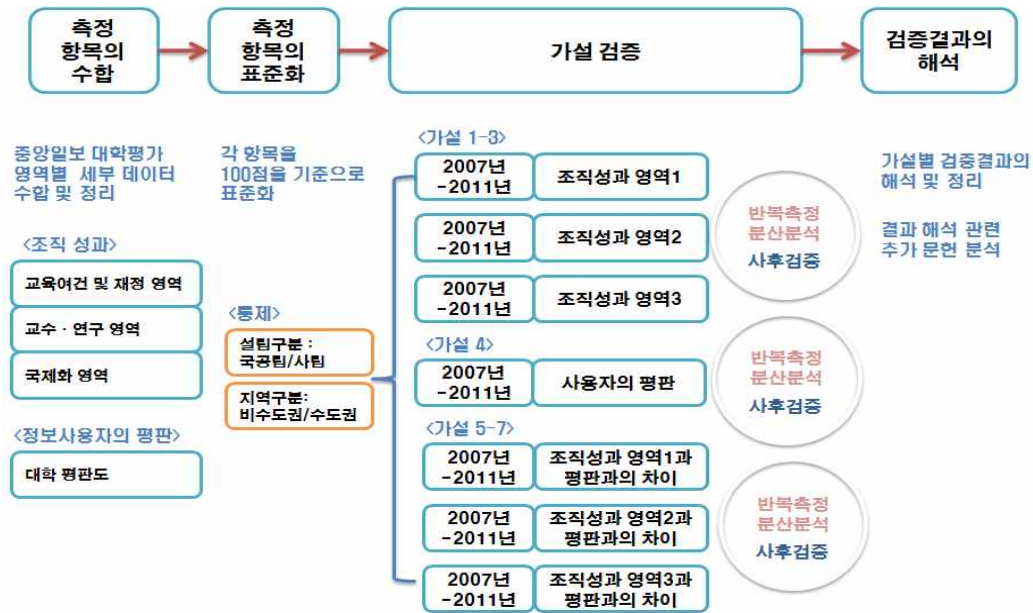 측정
항목의
수합
측정
항목의
표준화
가설 검증
검증결과의
해석
중앙일보 대학평가
영역별 세부 데이터
수합 및 정리
<조직 성과>
교육여건 및 재정 영역
교수 · 연구 영역
국제화 영역
<정보사용자의 평판>
대학 평판도
각 항목을
100점을 기준으로
표준화
<통제>
설립구분 :
국공립/사립
지역구분:
비수도권/수도권
<가설 1-3>
2007년
-2011년
조직성과 영역1
2007년
-2011년
조직성과 영역2
2007년
-2011년
조직성과 영역3
반복측정
분산분석
사후검증
<가설 4>
2007년
-2011년
사용자의 평판
반복측정
분산분석
사후검증
<가설 5-7>
2007년
-2011년
조직성과 영역1과
평판과의 차이
2007년
-2011년
조직성과 영역2과
평판과의 차이
2007년
-2011년
조직성과 영역3과
평판과의 차이
반복측정
분산분석
사후검증
가설별 검증결과의
해석 및 정리
결과 해석 관련
추가 문헌 분석